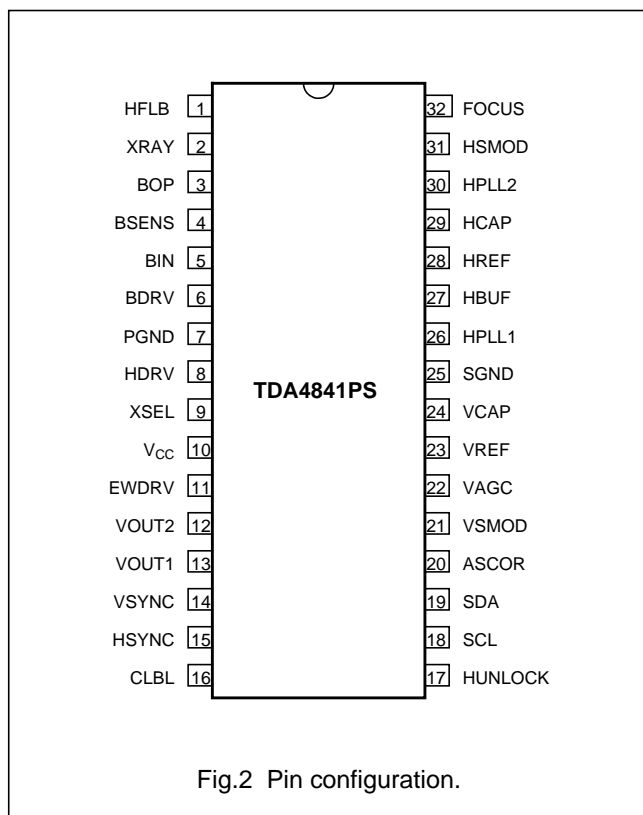 HFLB 1 32 FOCUS
XRAY 2 31 HSMOD
BOP 3 30 HPLL2
BSENS 4 29 HCAP
BIN 5 28 HREF
BDRV 6 27 HBUF
PGND 7 26 HPLL1
HDRV 8 25 SGND
TDA4841PS
XSEL 9 24 VCAP
VCC 10 23 VREF
EWDRV 11 22 VAGC
VOUT2 12 21 VSMOD
VOUT1 13 20 ASCOR
VSYNC 14 19 SDA
HSYNC 15 18 SCL
CLBL 16 17 HUNLOCK
Fig.2 Pin configuration.